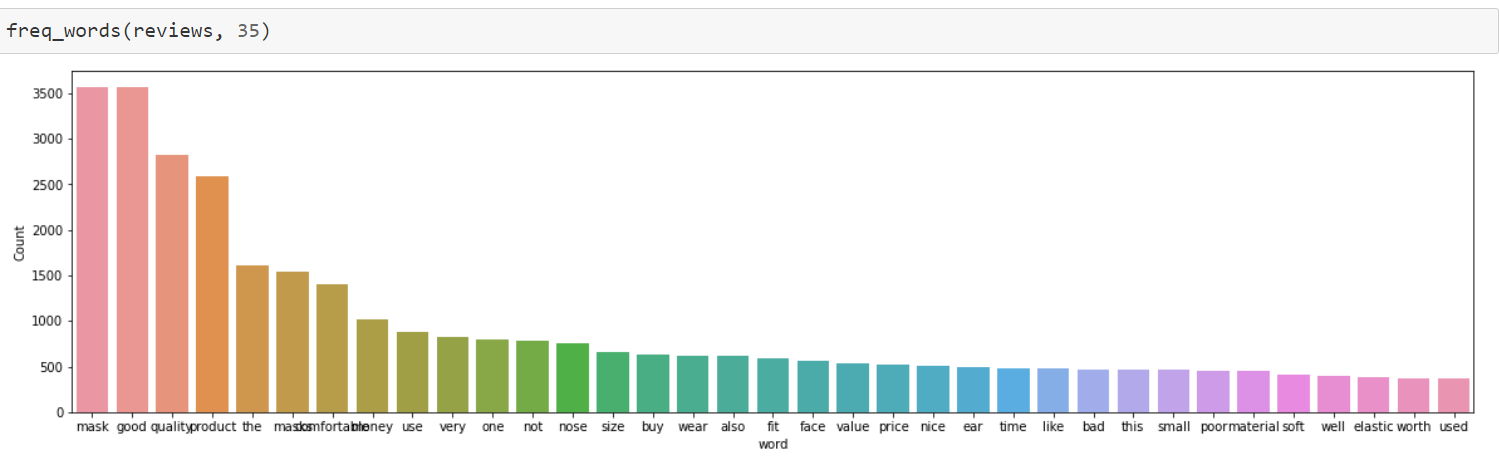 freq_words(reviews, 35)
3500
3000
2500
2000
1500
1000
500
0
Count
mask good quality product the masks comfortable money use very one not nose size buy wear also fit face value price nice ear time like bad this small poor material soft well elastic worth used
word